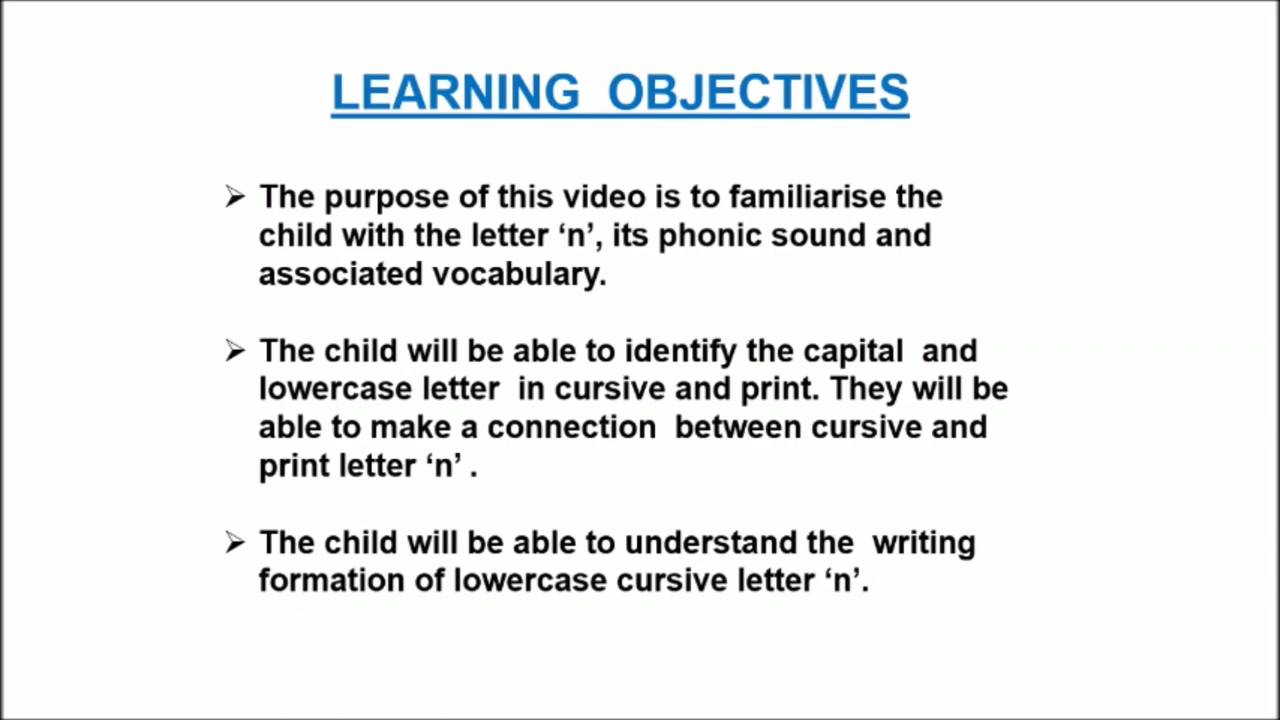 LEARNING OBJECTIVES
➢ The purpose of this video is to familiarise the
child with the letter ‘n’, its phonic sound and
associated vocabulary.
➢ The child will be able to identify the capital and
lowercase letter in cursive and print. They will be
able to make a connection between cursive and
print letter ‘n’ .
➢ The child will be able to understand the writing
formation of lowercase cursive letter ‘n’.